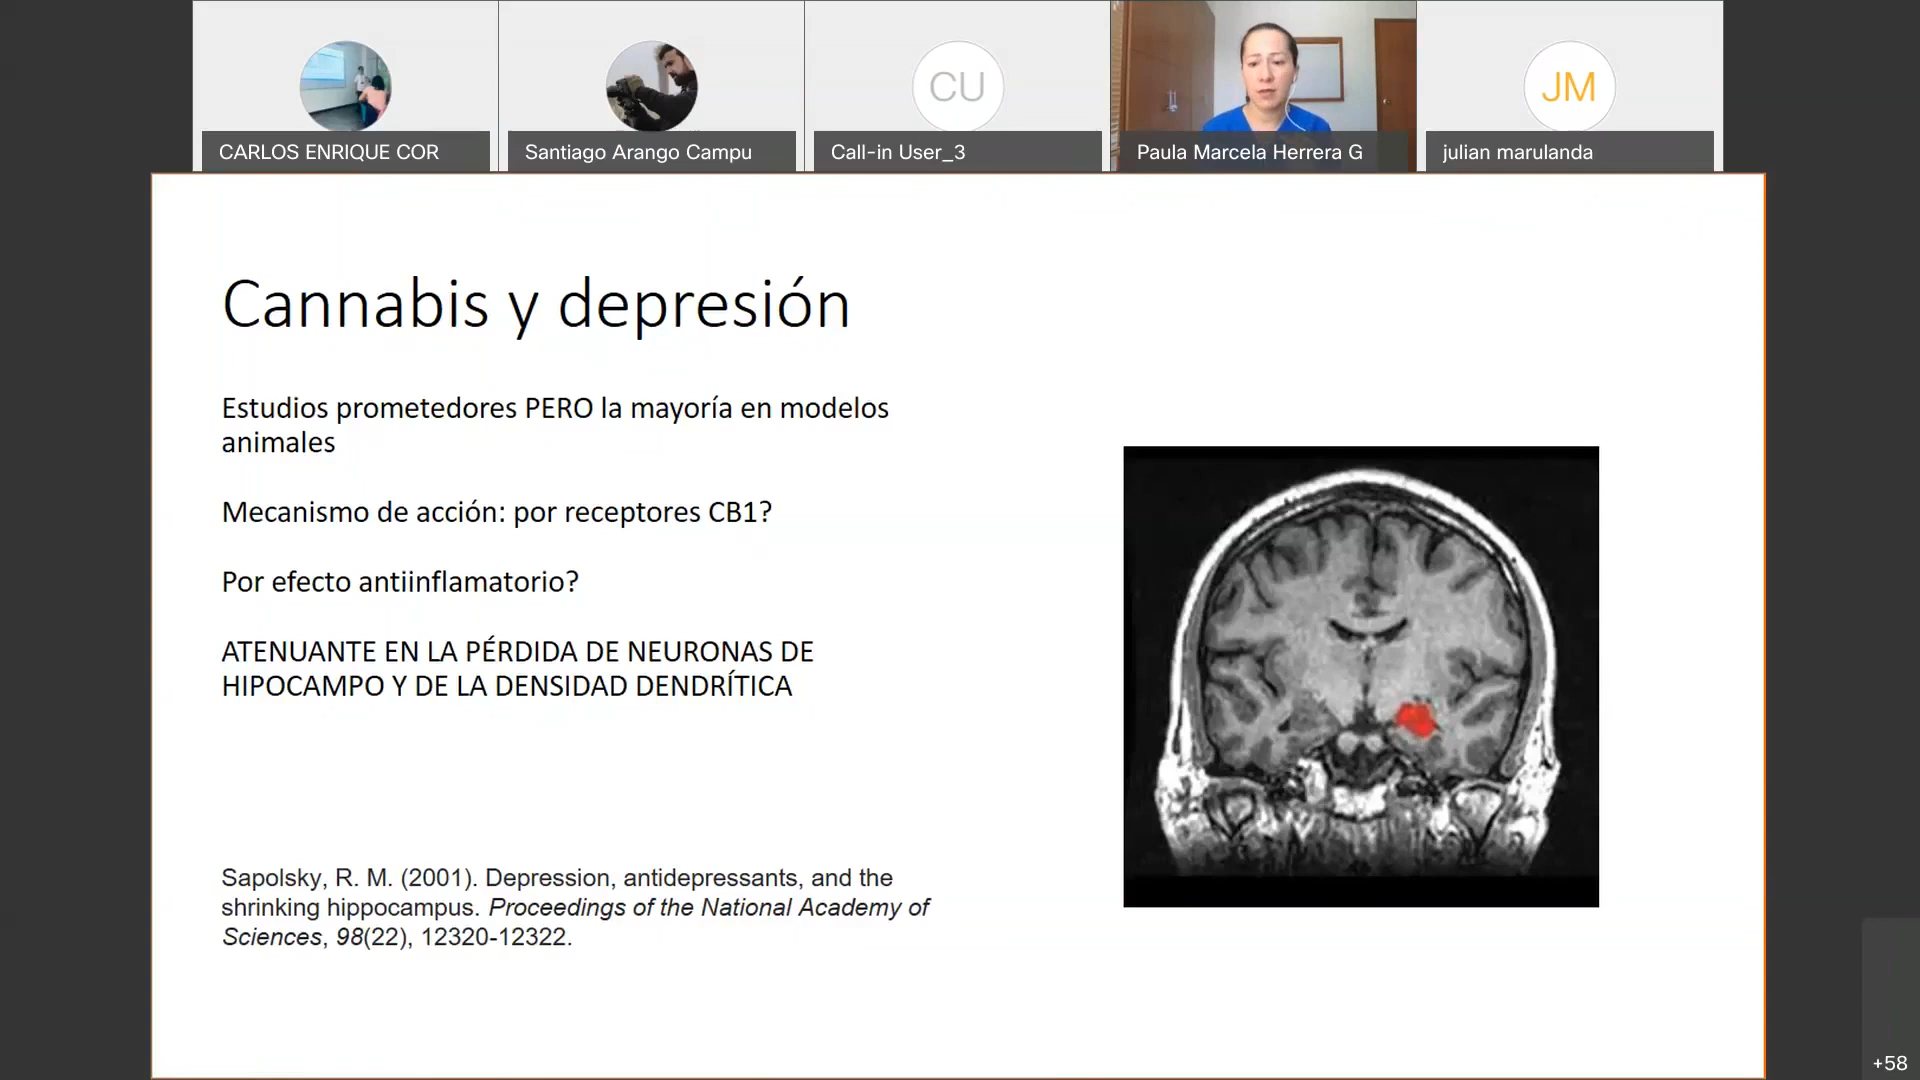 CARLOS ENRIQUE COR
Santiago Arango Campu
CU
Call-in User_3
Paula Marcela Herrera G
JM
julian marulanda
Cannabis y depresión
Estudios prometedores PERO la mayoría en modelos
animales
Mecanismo de acción: por receptores CB1?
Por efecto antiinflamatorio?
ATENUANTE EN LA PÉRDIDA DE NEURONAS DE
HIPOCAMPO Y DE LA DENSIDAD DENDRÍTICA
Sapolsky, R. M. (2001). Depression, antidepressants, and the
shrinking hippocampus. Proceedings of the National Academy of
Sciences, 98(22), 12320-12322.
+58